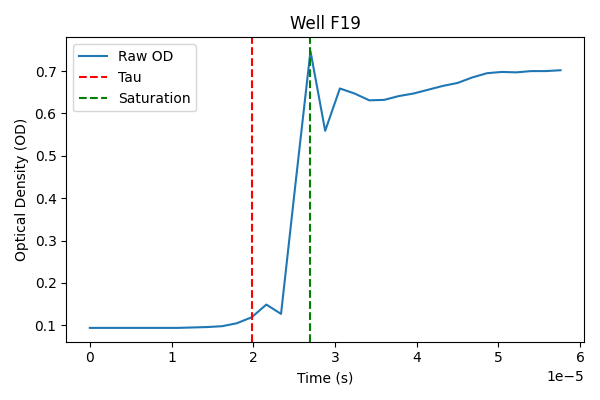 Well F19
Raw OD
Tau
Saturation
Optical Density (OD)
0.7
0.6
0.5
0.4
0.3
0.2
0.1
0 1 2 3 4 5 6
1e−5
Time (s)